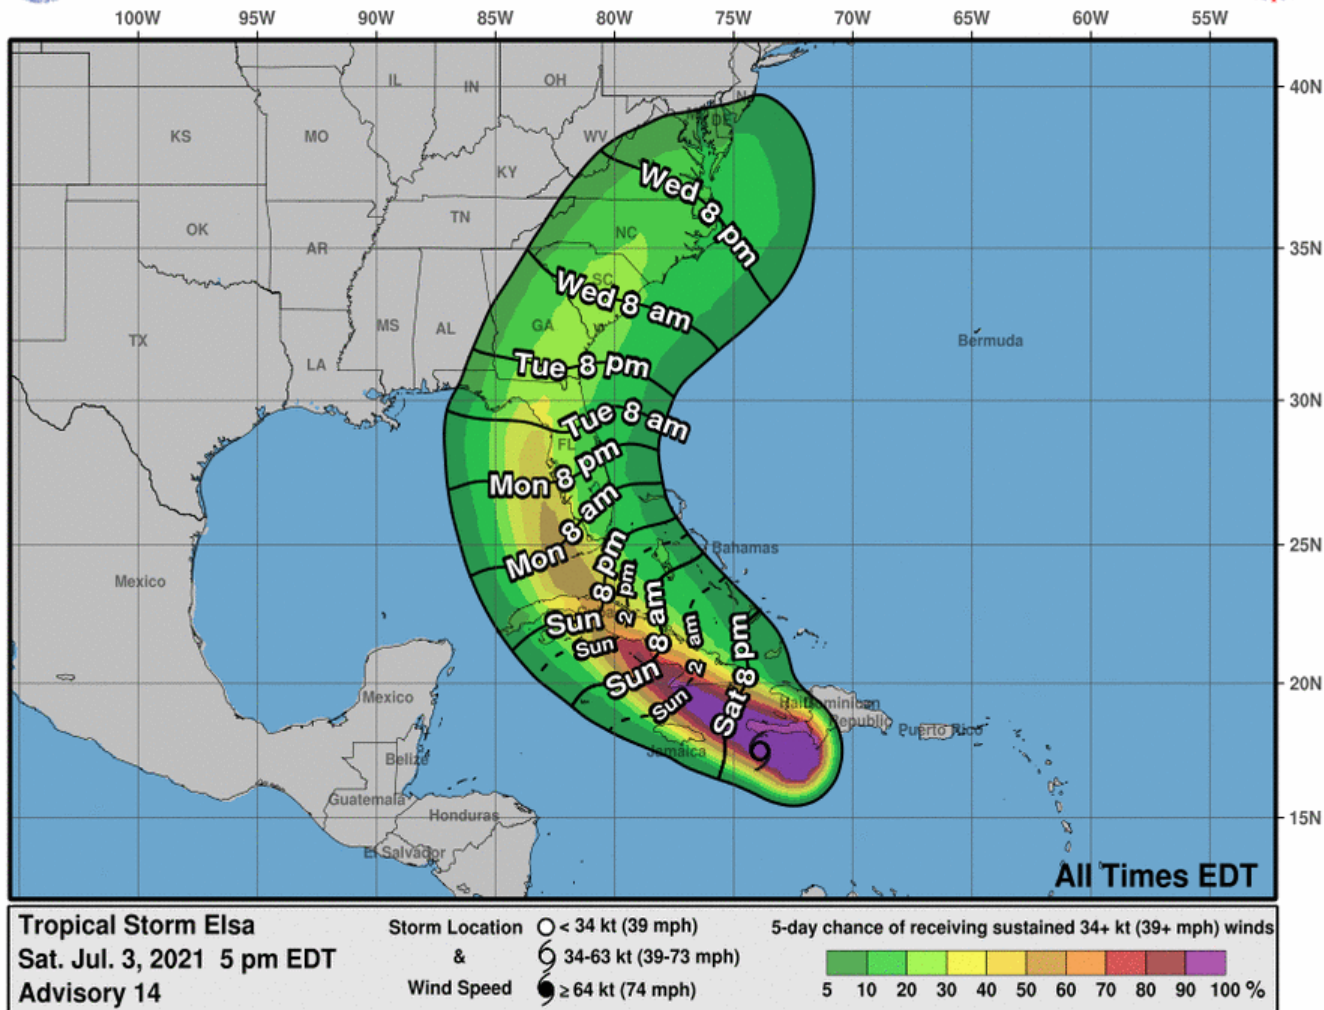 100W 95W 90W 85W 80W 75W 70W 65W 60W 55W
40N
35N
30N
25N
20N
15N
IL IN OH
KS MO WV DE
KY
OK TN NC
AR SC
TX MS AL GA
LA
FL
Bermuda
Bahamas
Mexico
Mexico
Dominican
Republic
Puerto Rico
Jamaica
Belize
Guatemala
Honduras
El Salvador
Wed 8 pm
Wed 8 am
Tue 8 pm
Tue 8 am
Mon 8 pm
Mon 8 am
Sun 8 pm
Sun 2 pm
Sun 8 am
Sun 2 am
Sat 8 pm
All Times EDT
Tropical Storm Elsa
Sat. Jul. 3, 2021 5 pm EDT
Advisory 14
Storm Location
&
Wind Speed
< 34 kt (39 mph)
34-63 kt (39-73 mph)
≥ 64 kt (74 mph)
5-day chance of receiving sustained 34+ kt (39+ mph) winds
5 10 20 30 40 50 60 70 80 90 100 %